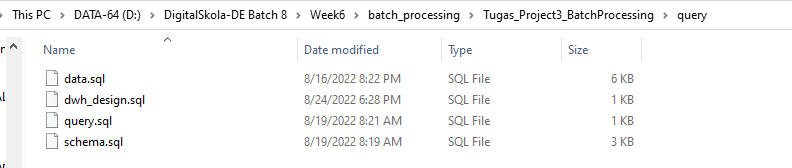 This PC > DATA-64 (D:) > DigitalSkola-DE Batch 8 > Week6 > batch_processing > Tugas_Project3_BatchProcessing > query
Name Date modified Type Size
data.sql 8/16/2022 8:22 PM SQL File 6 KB
dwh_design.sql 8/24/2022 6:28 PM SQL File 1 KB
query.sql 8/19/2022 8:21 AM SQL File 1 KB
schema.sql 8/19/2022 8:19 AM SQL File 3 KB